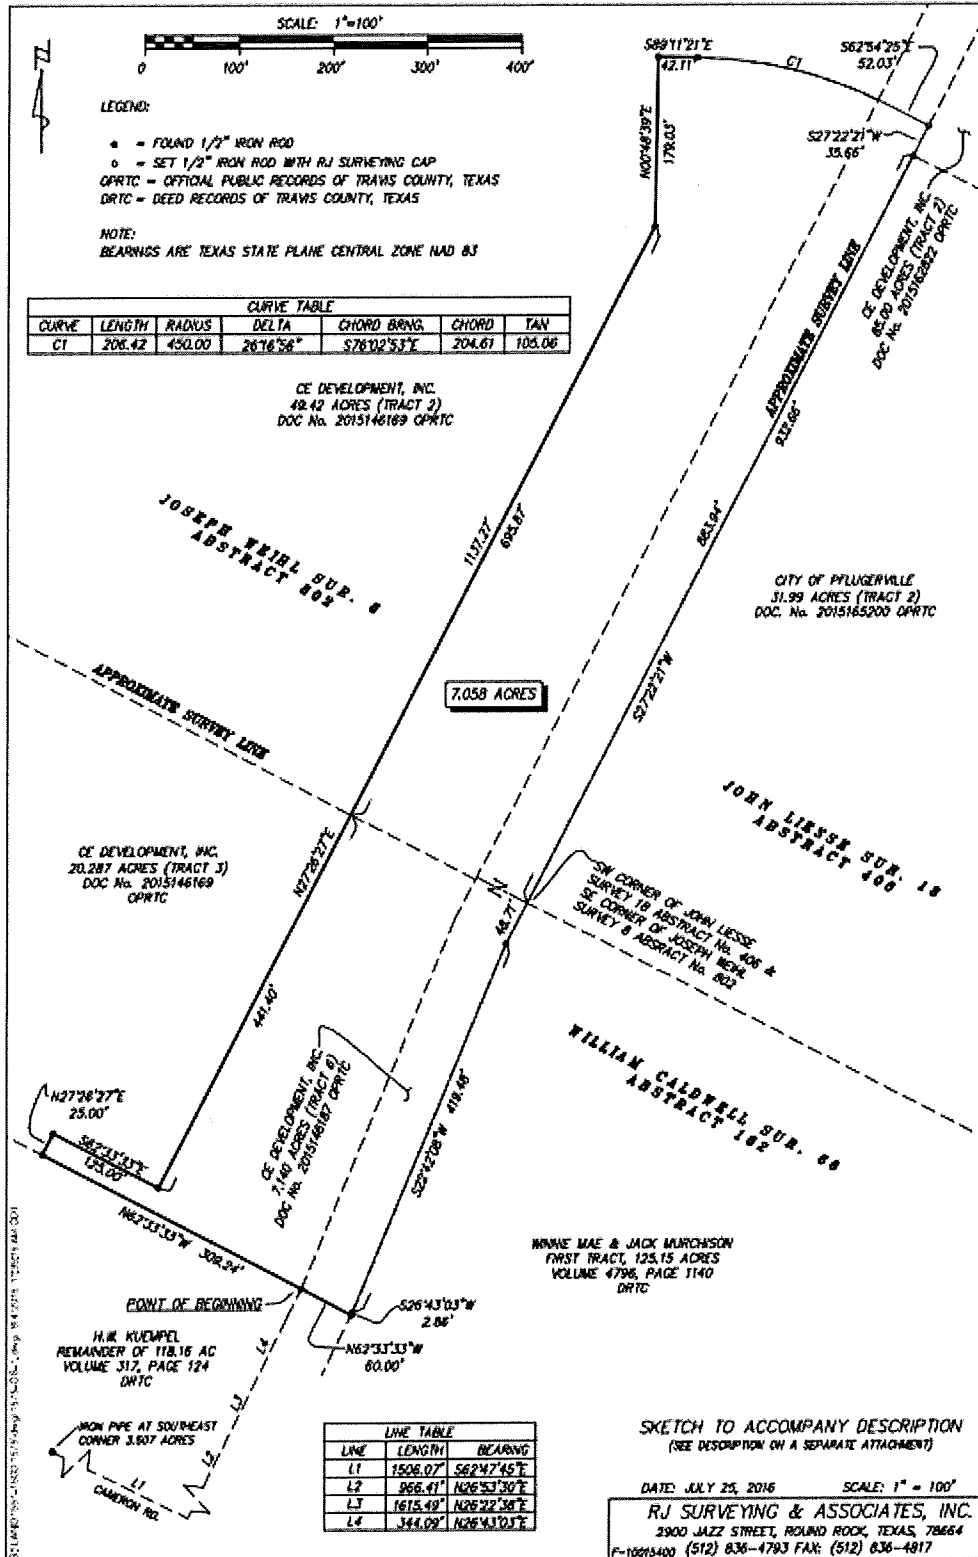 SCALE: 1"=100'
0 100' 200' 300' 400'
LEGEND:
• = FOUND 1/2" IRON ROD
o = SET 1/2" IRON ROD WITH RJ SURVEYING CAP
OPRTC = OFFICIAL PUBLIC RECORDS OF TRAVIS COUNTY, TEXAS
DRTC = DEED RECORDS OF TRAVIS COUNTY, TEXAS
NOTE:
BEARINGS ARE TEXAS STATE PLANE CENTRAL ZONE NAD 83
CURVE TABLE
CURVE LENGTH RADIUS DELTA CHORD BRNG. CHORD TAN
C1 206.42 450.00 26°16'56" S76°02'53"E 204.61 105.06
S89°11'21"E
42.11'
C1
S62°54'25"E
52.03'
S27°22'21"W
35.66'
N00°48'39"E
179.03'
CE DEVELOPMENT, INC.
65.00 ACRES (TRACT 2)
DOC No. 2015162822 OPRTC
APPROXIMATE SURVEY LINE
932.66'
CE DEVELOPMENT, INC.
49.42 ACRES (TRACT 2)
DOC No. 2015146169 OPRTC
JOSEPH WEIHL SUR. 8
ABSTRACT 802
1137.27'
695.87'
883.94'
CITY OF PFLUGERVILLE
31.99 ACRES (TRACT 2)
DOC. No. 2015165200 OPRTC
S27°22'21"W
7.058 ACRES
APPROXIMATE SURVEY LINE
JOHN LIESSE SUR. 18
ABSTRACT 406
CE DEVELOPMENT, INC.
20.287 ACRES (TRACT 3)
DOC No. 2015146169
OPRTC
N27°26'27"E
48.71'
SW CORNER OF JOHN LIESSE
SURVEY 18 ABSTRACT No. 406 &
SE CORNER OF JOSEPH WEIHL
SURVEY 8 ABSRACT No. 802
441.40'
WILLIAM CALDWELL SUR. 66
ABSTRACT 162
CE DEVELOPMENT, INC.
7.140 ACRES (TRACT 6)
DOC No. 2015146187 OPRTC
S22°42'08"W 419.48'
N27°26'27"E
25.00'
S62°33'33"E
125.00'
N62°33'33"W 309.24'
WINNIE MAE & JACK MURCHISON
FIRST TRACT, 125.15 ACRES
VOLUME 4796, PAGE 1140
DRTC
POINT OF BEGINNING
S26°43'03"W
2.86'
N62°33'33"W
60.00'
H.W. KUEMPEL
REMAINDER OF 118.16 AC
VOLUME 317, PAGE 124
DRTC
L4
L3
L2
L1
IRON PIPE AT SOUTHEAST
CORNER 3.607 ACRES
CAMERON RD.
LINE TABLE
LINE LENGTH BEARING
L1 1506.07' S62°47'45"E
L2 966.41' N26°53'30"E
L3 1615.49' N26°22'38"E
L4 344.09' N26°43'03"E
SKETCH TO ACCOMPANY DESCRIPTION
(SEE DESCRIPTION ON A SEPARATE ATTACHMENT)
DATE: JULY 25, 2016 SCALE: 1" = 100'
RJ SURVEYING & ASSOCIATES, INC.
2900 JAZZ STREET, ROUND ROCK, TEXAS, 78664
F-10015400 (512) 836-4793 FAX: (512) 836-4817